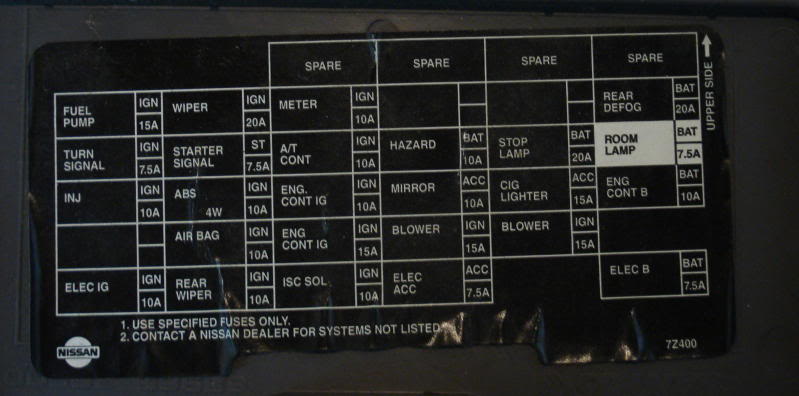 SPARE SPARE SPARE SPARE
UPPER SIDE
FUEL PUMP IGN 15A
WIPER IGN 20A
METER IGN 10A
REAR DEFOG BAT 20A
TURN SIGNAL IGN 7.5A
STARTER SIGNAL ST 7.5A
A/T CONT IGN 10A
HAZARD BAT 10A
STOP LAMP BAT 20A
ROOM LAMP BAT 7.5A
INJ IGN 10A
ABS 4W IGN 10A
ENG. CONT IG IGN 10A
MIRROR ACC 10A
CIG LIGHTER ACC 15A
ENG CONT B BAT 10A
AIR BAG IGN 10A
ENG CONT IG IGN 15A
BLOWER IGN 15A
BLOWER IGN 15A
ELEC IG IGN 10A
REAR WIPER IGN 10A
ISC SOL IGN 10A
ELEC ACC ACC 7.5A
ELEC B BAT 7.5A
1. USE SPECIFIED FUSES ONLY.
2. CONTACT A NISSAN DEALER FOR SYSTEMS NOT LISTED.
NISSAN
7Z400